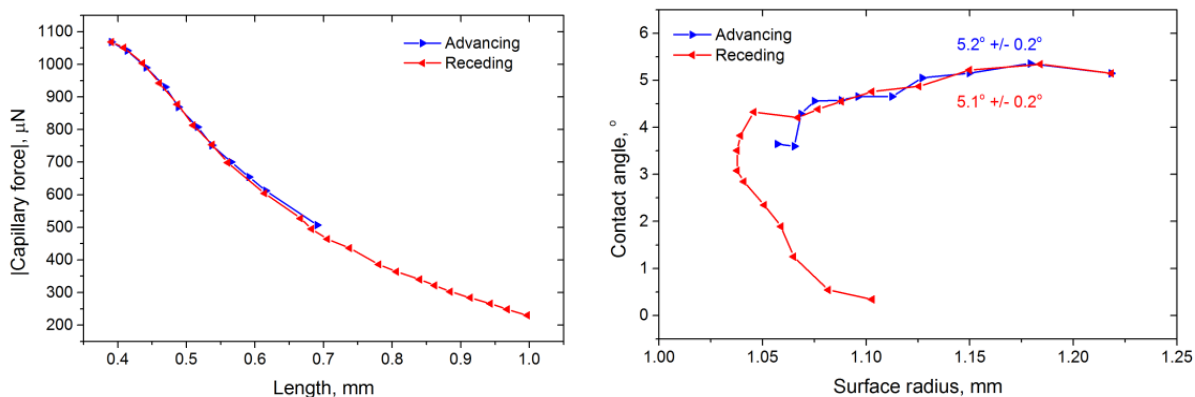 1100
1000
900
800
700
600
500
400
300
200
0.4 0.5 0.6 0.7 0.8 0.9 1.0
|Capillary force|, μN
Length, mm
Advancing
Receding
6
5
4
3
2
1
0
1.00 1.05 1.10 1.15 1.20 1.25
Contact angle, °
Surface radius, mm
Advancing
Receding
5.2° +/- 0.2°
5.1° +/- 0.2°